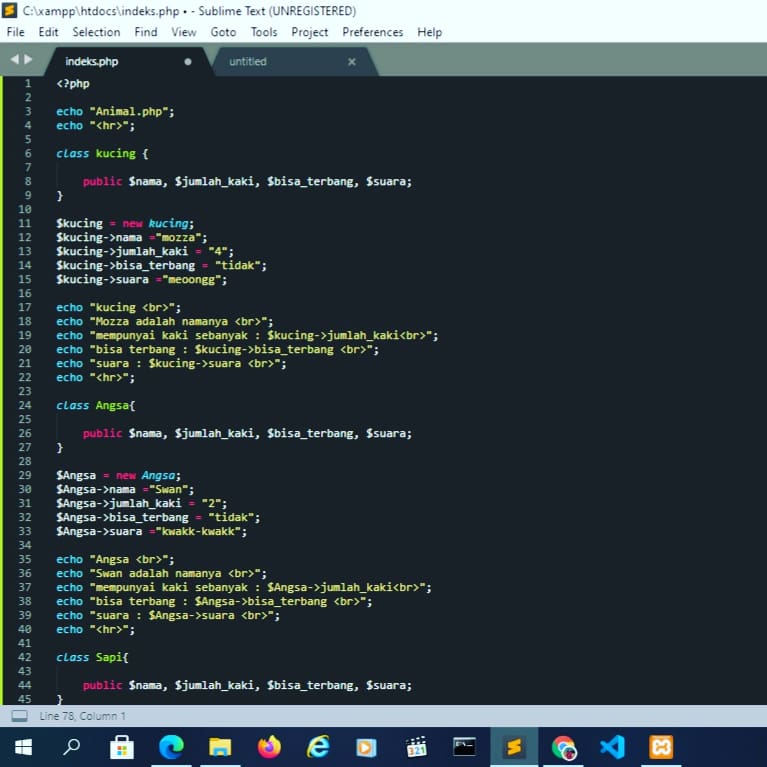 C:\xampp\htdocs\indeks.php • - Sublime Text (UNREGISTERED)
File Edit Selection Find View Goto Tools Project Preferences Help
indeks.php untitled
1 <?php
2
3 echo "Animal.php";
4 echo "<hr>";
5
6 class kucing {
7
8 public $nama, $jumlah_kaki, $bisa_terbang, $suara;
9 }
10
11 $kucing = new kucing;
12 $kucing->nama ="mozza";
13 $kucing->jumlah_kaki = "4";
14 $kucing->bisa_terbang = "tidak";
15 $kucing->suara ="meoongg";
16
17 echo "kucing <br>";
18 echo "Mozza adalah namanya <br>";
19 echo "mempunyai kaki sebanyak : $kucing->jumlah_kaki<br>";
20 echo "bisa terbang : $kucing->bisa_terbang <br>";
21 echo "suara : $kucing->suara <br>";
22 echo "<hr>";
23
24 class Angsa{
25
26 public $nama, $jumlah_kaki, $bisa_terbang, $suara;
27 }
28
29 $Angsa = new Angsa;
30 $Angsa->nama ="Swan";
31 $Angsa->jumlah_kaki = "2";
32 $Angsa->bisa_terbang = "tidak";
33 $Angsa->suara ="kwakk-kwakk";
34
35 echo "Angsa <br>";
36 echo "Swan adalah namanya <br>";
37 echo "mempunyai kaki sebanyak : $Angsa->jumlah_kaki<br>";
38 echo "bisa terbang : $Angsa->bisa_terbang <br>";
39 echo "suara : $Angsa->suara <br>";
40 echo "<hr>";
41
42 class Sapi{
43
44 public $nama, $jumlah_kaki, $bisa_terbang, $suara;
45 }
Line 78, Column 1
321